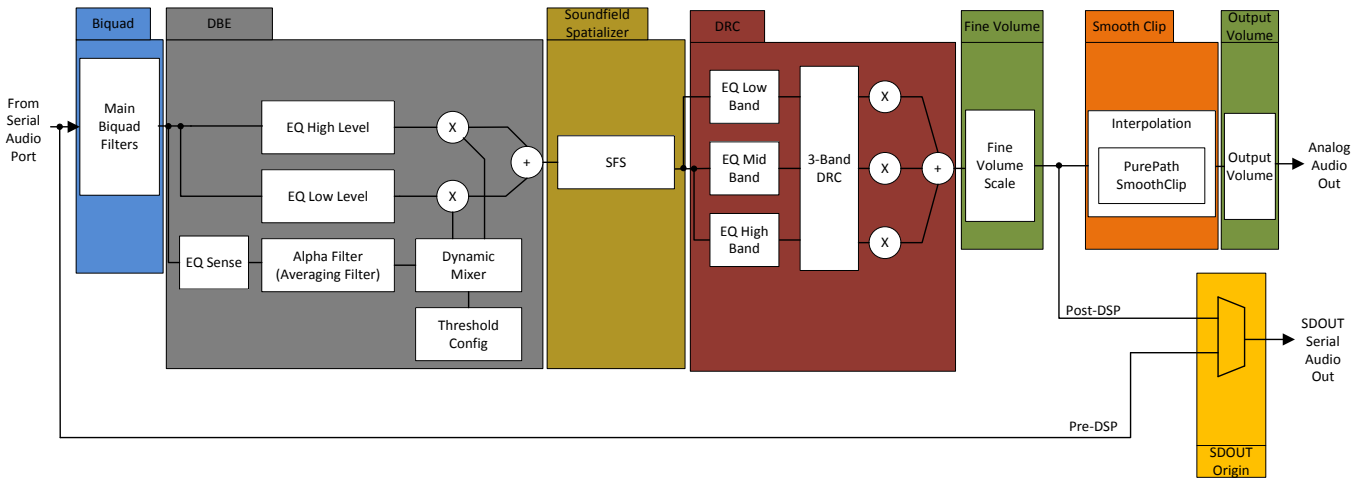 Biquad
DBE
Soundfield
Spatializer
DRC
Fine Volume
Smooth Clip
Output
Volume
From
Serial
Audio
Port
Main
Biquad
Filters
EQ High Level
X
EQ Low Level
X
+
EQ Sense
Alpha Filter
(Averaging Filter)
Dynamic
Mixer
Threshold
Config
SFS
EQ Low
Band
EQ Mid
Band
EQ High
Band
3-Band
DRC
X
X
X
+
Fine
Volume
Scale
Interpolation
PurePath
SmoothClip
Output
Volume
Analog
Audio
Out
Post-DSP
Pre-DSP
SDOUT
Serial
Audio
Out
SDOUT
Origin